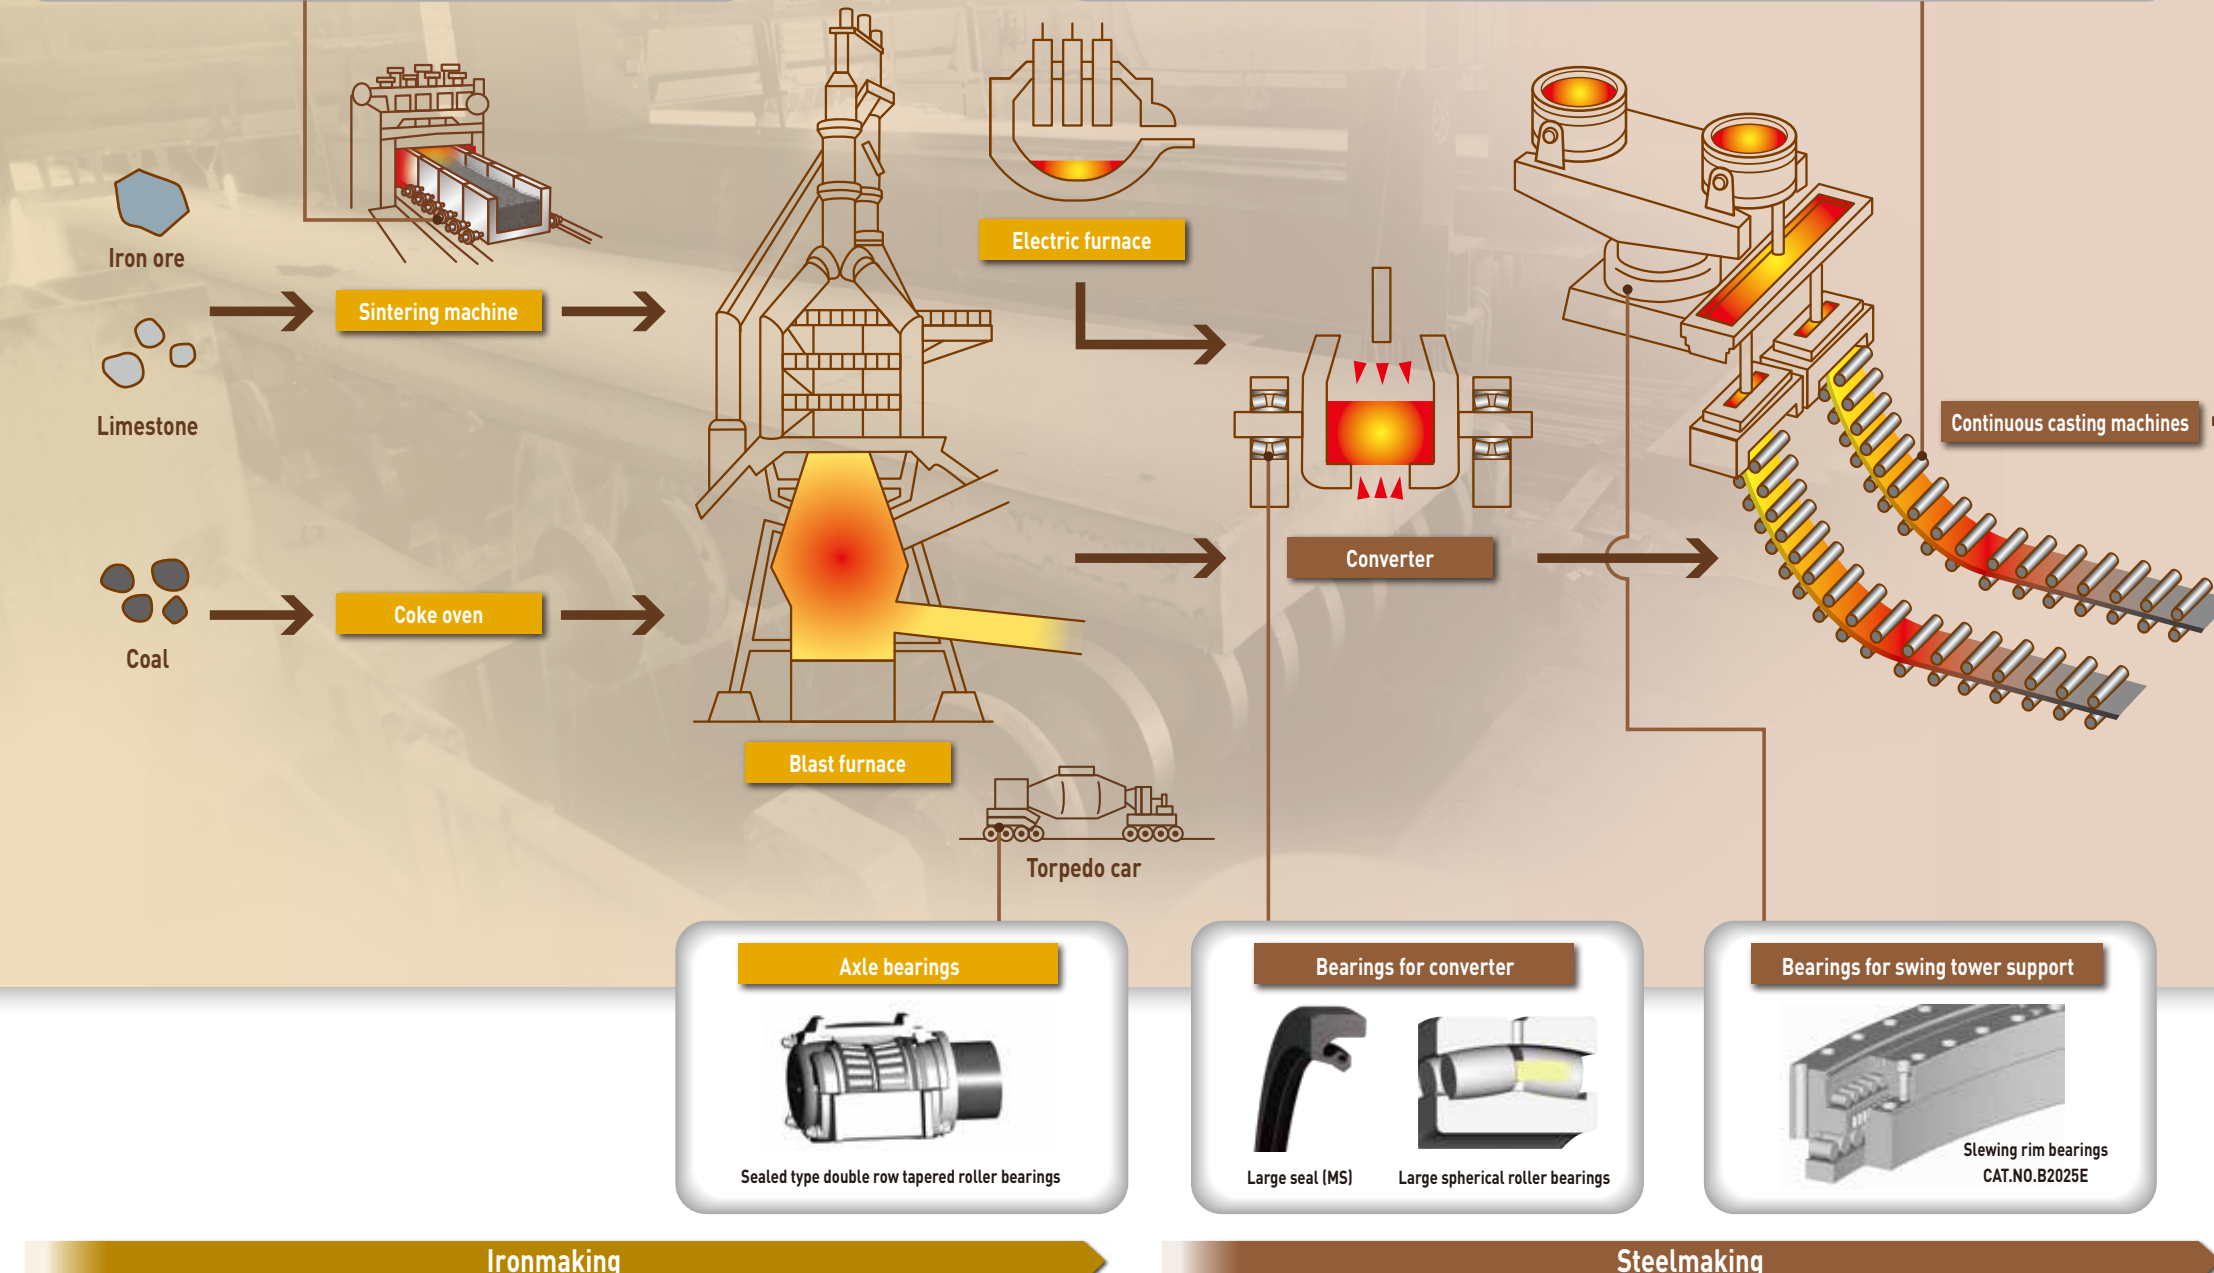 Electric furnace
Iron ore
Sintering machine
Limestone
Continuous casting machines
Converter
Coke oven
Coal
Blast furnace
Torpedo car
Axle bearings
Sealed type double row tapered roller bearings
Bearings for converter
Large seal (MS)
Large spherical roller bearings
Bearings for swing tower support
Slewing rim bearings
CAT.NO.B2025E
Ironmaking
Steelmaking